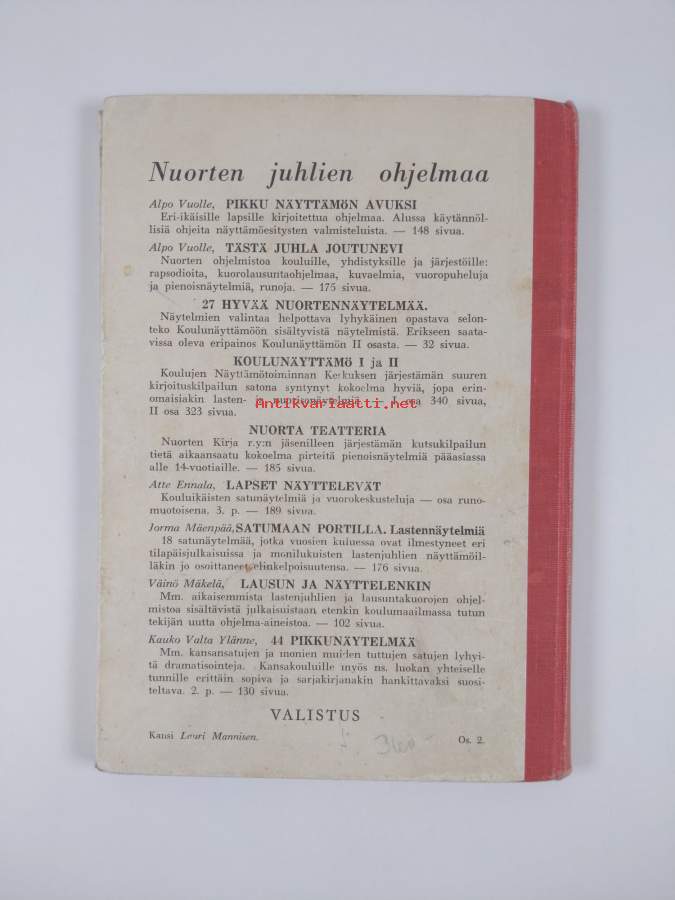 Nuorten juhlien ohjelmaa
Alpo Vuolle, PIKKU NÄYTTÄMÖN AVUKSI
Eri-ikäisille lapsille kirjoitettua ohjelmaa. Alussa käytännöl-
lisiä ohjeita näyttämöesitysten valmisteluista. — 148 sivua.
Alpo Vuolle, TÄSTÄ JUHLA JOUTUNEVI
Nuorten ohjelmistoa kouluille, yhdistyksille ja järjestöille:
rapsodioita, kuorolausuntaohjelmaa, kuvaelmia, vuoropuheluja
ja pienoisnäytelmiä, runoja. — 175 sivua.
27 HYVÄÄ NUORTENNÄYTELMÄÄ.
Näytelmien valintaa helpottava lyhykäinen opastava selon-
teko Koulunäyttämöön sisältyvistä näytelmistä. Erikseen saata-
vissa oleva eripainos Koulunäyttämön II osasta. — 32 sivua.
KOULUNÄYTTÄMÖ I ja II
Koulujen Näyttämötoiminnan Keskuksen järjestämän suuren
kirjoituskilpailun satona syntynyt kokoelma hyviä, jopa erin-
omaisiakin lasten- ja nuorisonäytelmiä. — I osa 340 sivua,
Antikvariaatti.net
II osa 323 sivua.
NUORTA TEATTERIA
Nuorten Kirja r.y:n jäsenilleen järjestämän kutsukilpailun
tietä aikaansaatu kokoelma pirteitä pienoisnäytelmiä pääasiassa
alle 14-vuotiaille. — 185 sivua.
Atte Ennala, LAPSET NÄYTTELEVÄT
Kouluikäisten satunäytelmiä ja vuorokeskusteluja — osa runo-
muotoisena. 3. p. — 189 sivua.
Jorma Mäenpää, SATUMAAN PORTILLA. Lastennäytelmiä
18 satunäytelmää, jotka vuosien kuluessa ovat ilmestyneet eri
tilapäisjulkaisuissa ja monilukuisten lastenjuhlien näyttämöil-
läkin jo osoittaneet elinkelpoisuutensa. — 176 sivua.
Väinö Mäkelä, LAUSUN JA NÄYTTELENKIN
Mm. aikaisemmista lastenjuhlien ja lausuntakuorojen ohjel-
mistoa sisältävistä julkaisuistaan etenkin koulumaailmassa tutun
tekijän uutta ohjelma-aineistoa. — 102 sivua.
Kauko Valta Ylänne, 44 PIKKUNÄYTELMÄÄ
Mm. kansansatujen ja monien muiden tuttujen satujen lyhyi-
tä dramatisointeja. Kansakouluille myös ns. luokan yhteiselle
tunnille erittäin sopiva ja sarjakirjanakin hankittavaksi suosi-
teltava. 2. p. — 130 sivua.
VALISTUS
Kansi Lauri Mannisen.
Os. 2.